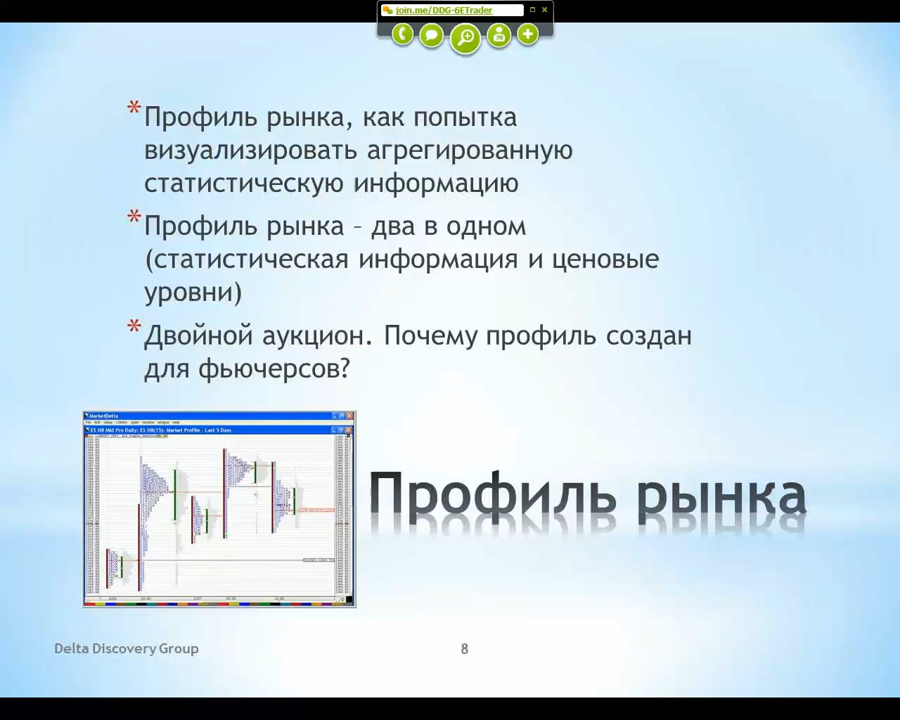 join.me/DDG-6ETrader
* Профиль рынка, как попытка
визуализировать агрегированную
статистическую информацию
* Профиль рынка – два в одном
(статистическая информация и ценовые
уровни)
* Двойной аукцион. Почему профиль создан
для фьючерсов?
MarketDelta
Профиль рынка
Delta Discovery Group
8